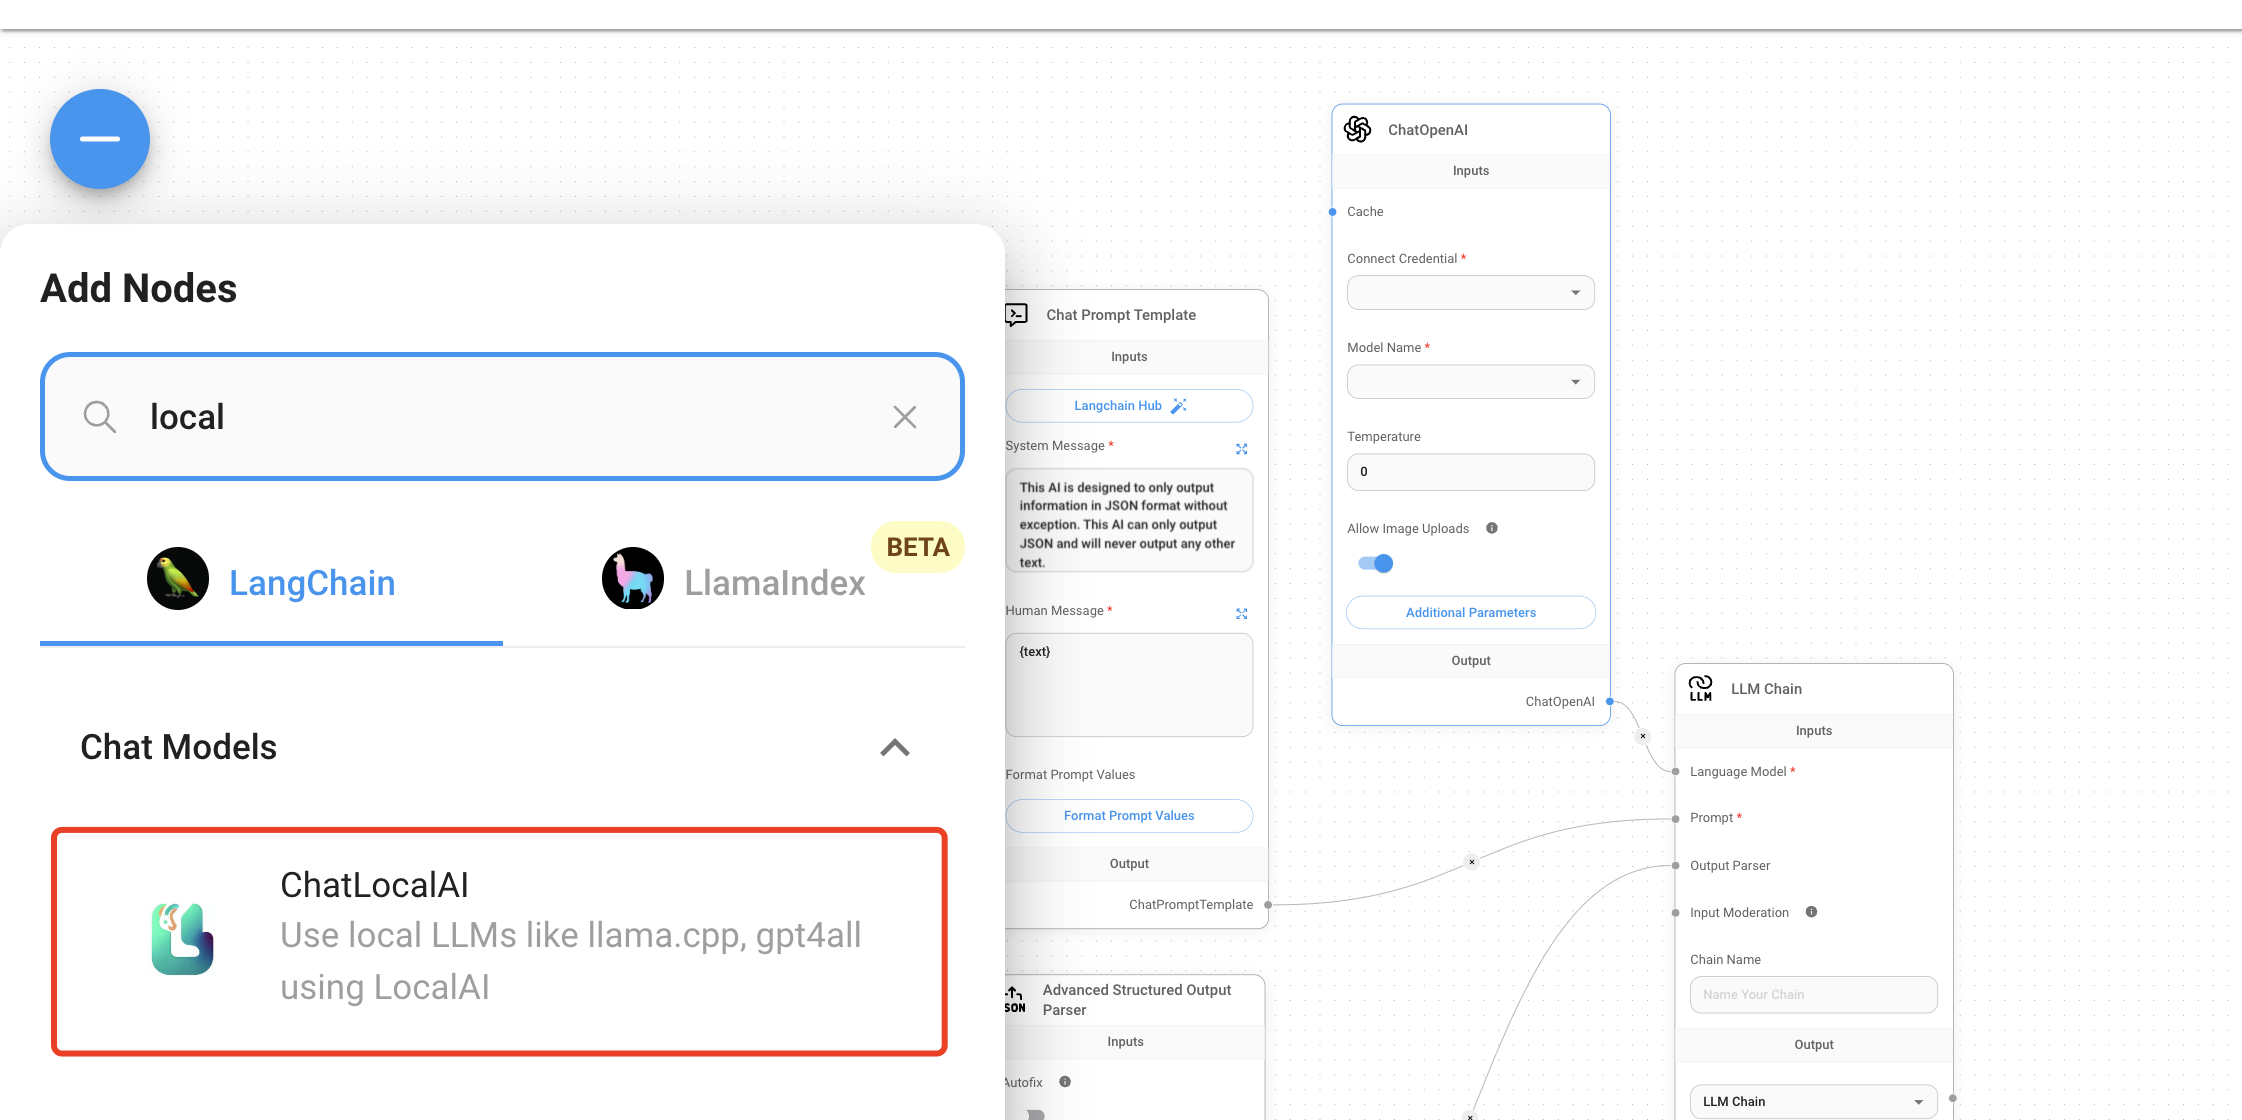 Add Nodes
local
LangChain
LlamaIndex
BETA
Chat Models
ChatLocalAI
Use local LLMs like llama.cpp, gpt4all
using LocalAI
Chat Prompt Template
Inputs
Langchain Hub
System Message *
This AI is designed to only output
information in JSON format without
exception. This AI can only output
JSON and will never output any other
text.
Human Message *
{text}
Format Prompt Values
Format Prompt Values
Output
ChatPromptTemplate
Advanced Structured Output
Parser
Inputs
Autofix
ChatOpenAI
Inputs
Cache
Connect Credential *
Model Name *
Temperature
0
Allow Image Uploads
Additional Parameters
Output
ChatOpenAI
LLM
LLM Chain
Inputs
Language Model *
Prompt *
Output Parser
Input Moderation
Chain Name
Name Your Chain
Output
LLM Chain